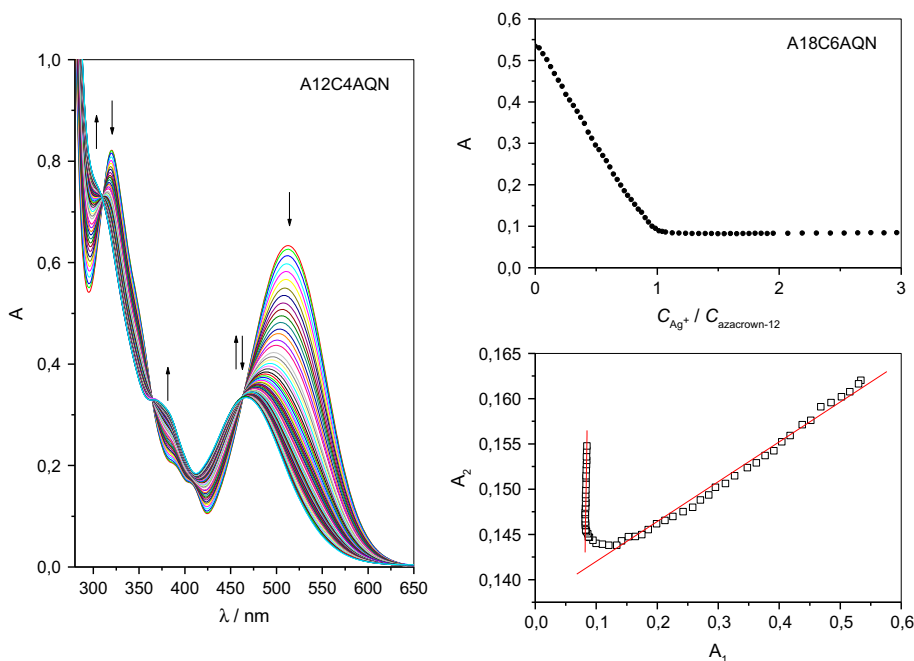 A12C4AQN
1,0
0,8
0,6
0,4
0,2
0,0
A
300 350 400 450 500 550 600 650
λ / nm
A18C6AQN
0,6
0,5
0,4
0,3
0,2
0,1
0,0
A
0 1 2 3
C_Ag+ / C_azacrown-12
0,165
0,160
0,155
0,150
0,145
0,140
A₂
0,0 0,1 0,2 0,3 0,4 0,5 0,6
A₁